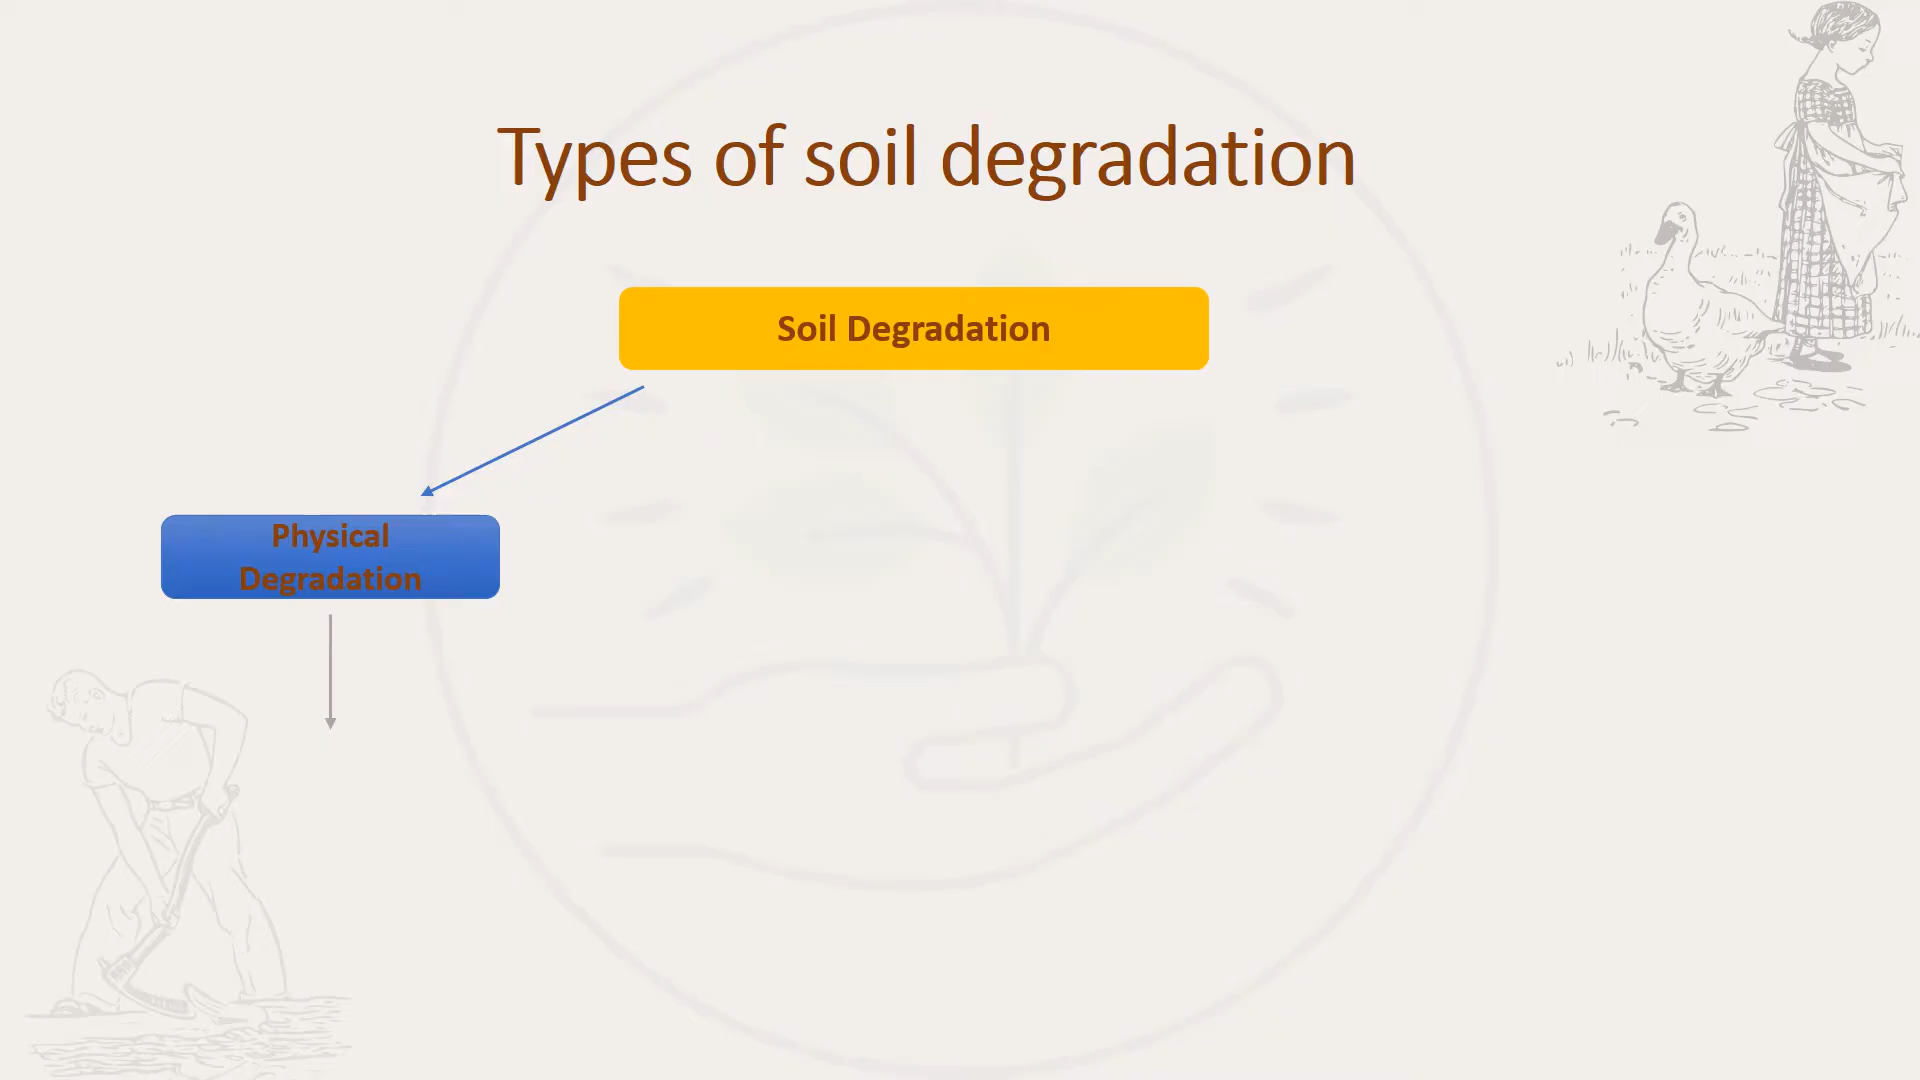 Types of soil degradation
Soil Degradation
Physical
Degradation